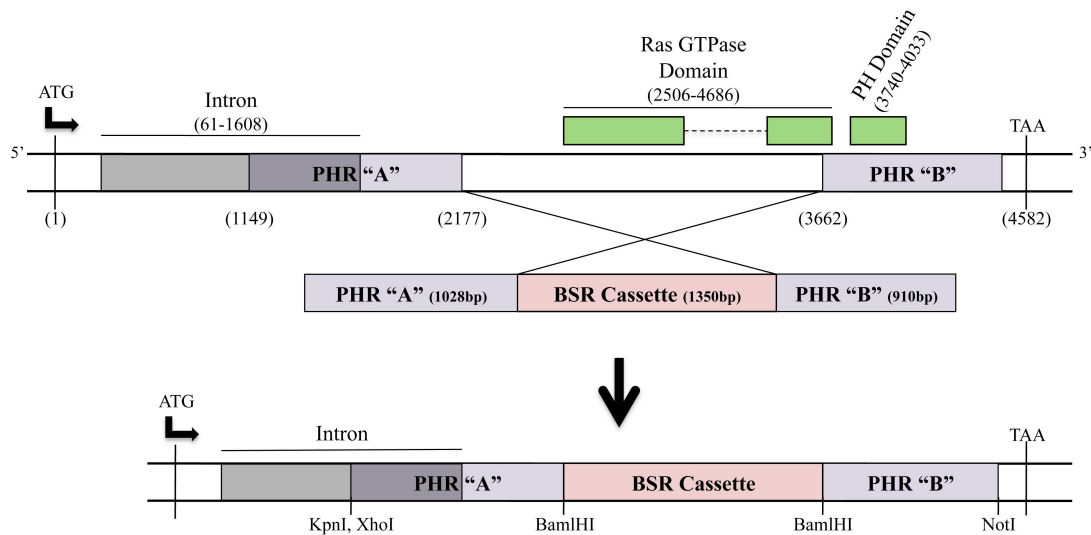 Ras GTPase
Domain
(2506-4686)
PH Domain
(3740-4033)
ATG
Intron
(61-1608)
TAA
5’
PHR “A”
PHR “B”
3’
(1)
(1149)
(2177)
(3662)
(4582)
PHR “A” (1028bp)
BSR Cassette (1350bp)
PHR “B” (910bp)
ATG
Intron
TAA
PHR “A”
BSR Cassette
PHR “B”
KpnI, XhoI
BamlHI
BamlHI
NotI